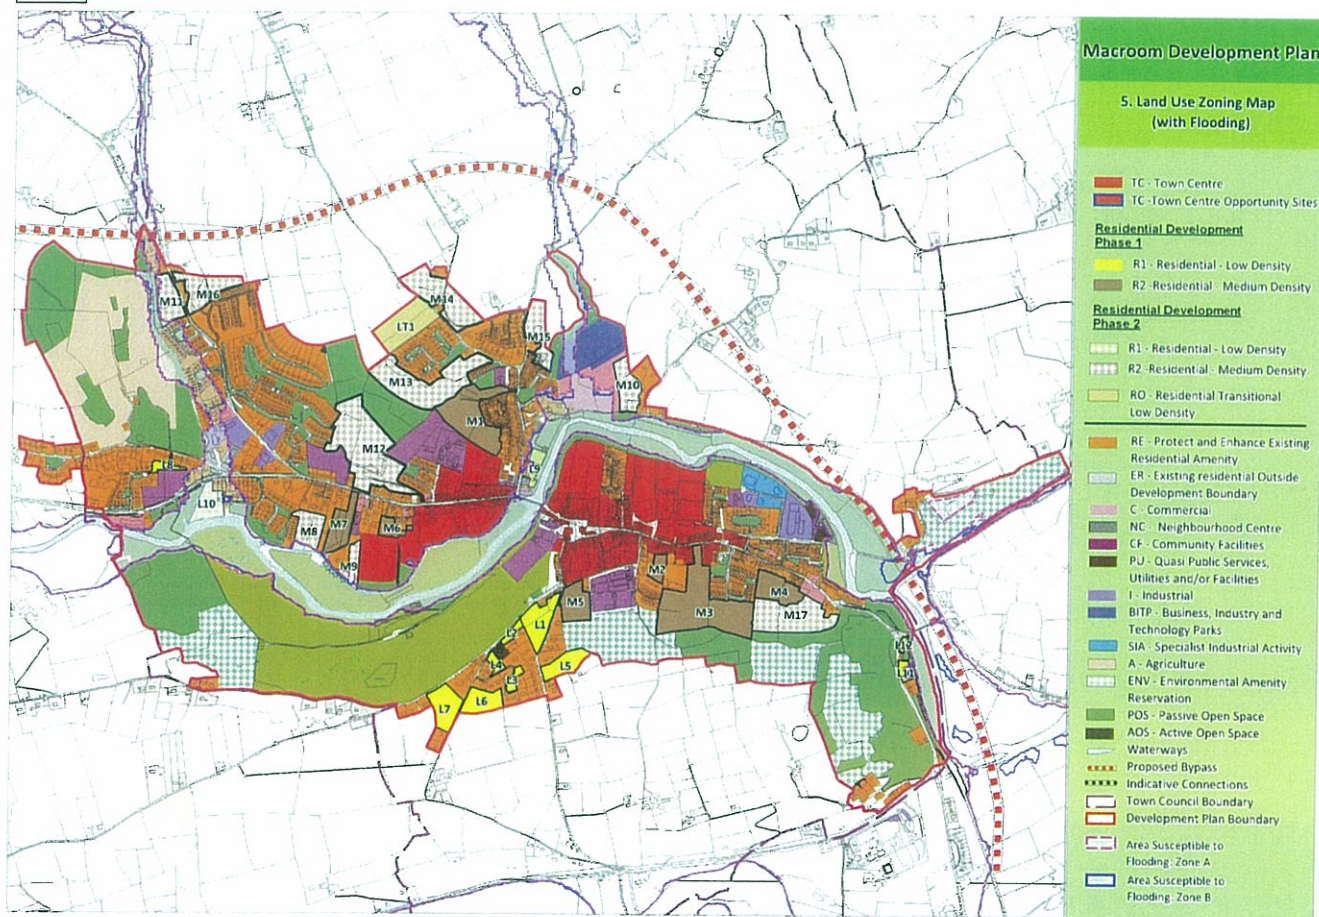 Macroom Development Plan
5. Land Use Zoning Map
(with Flooding)
TC - Town Centre
TC -Town Centre Opportunity Sites
Residential Development
Phase 1
R1 - Residential - Low Density
R2 -Residential - Medium Density
Residential Development
Phase 2
R1 - Residential - Low Density
R2 -Residential - Medium Density
RO - Residential Transitional
Low Density
RE - Protect and Enhance Existing
Residential Amenity
ER - Existing residential Outside
Development Boundary
C - Commercial
NC - Neighbourhood Centre
CF - Community Facilities
PU - Quasi Public Services,
Utilities and/or Facilities
I - Industrial
BITP - Business, Industry and
Technology Parks
SIA - Specialist Industrial Activity
A - Agriculture
ENV - Environmental Amenity
Reservation
POS - Passive Open Space
AOS - Active Open Space
Waterways
Proposed Bypass
Indicative Connections
Town Council Boundary
Development Plan Boundary
Area Susceptible to
Flooding: Zone A
Area Susceptible to
Flooding: Zone B
M11
M16
M14
LT1
M15
M13
M10
M12
L9
L8
L10
M8
M7
M6
M9
M2
M5
M3
M4
M17
L1
L2
L4
L3
L5
L6
L7
L11